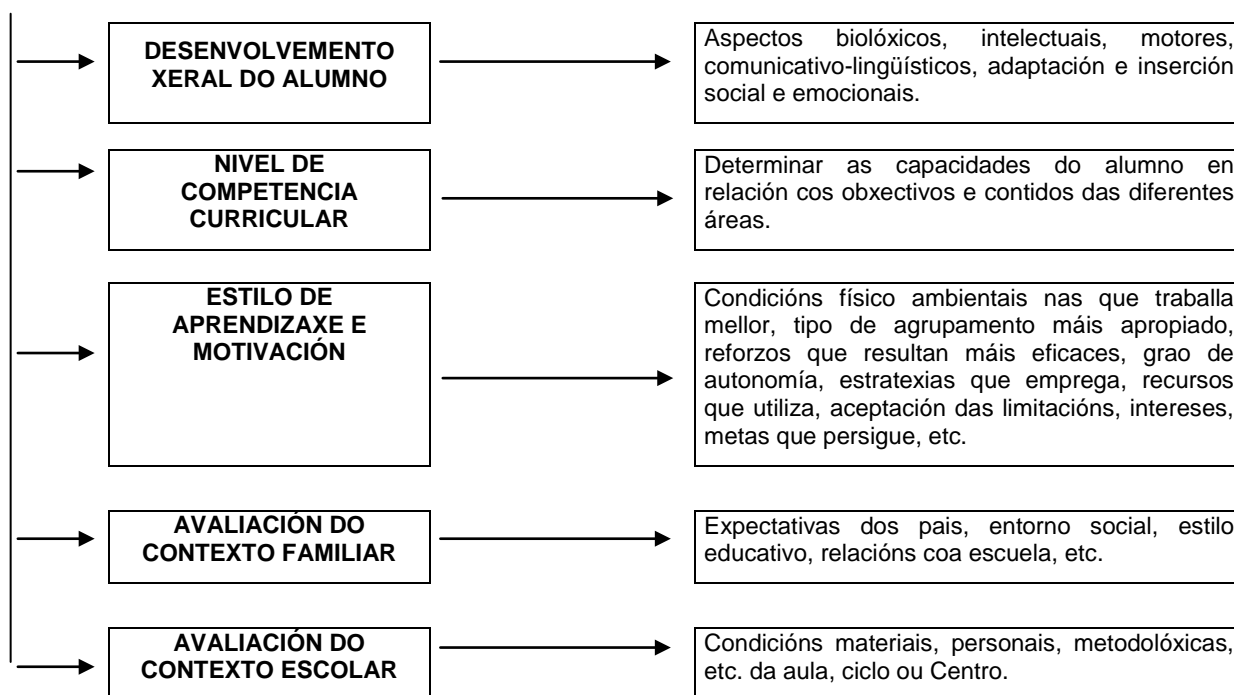 DESENVOLVEMENTO
XERAL DO ALUMNO
Aspectos biolóxicos, intelectuais, motores,
comunicativo-lingüísticos, adaptación e inserción
social e emocionais.
NIVEL DE
COMPETENCIA
CURRICULAR
Determinar as capacidades do alumno en
relación cos obxectivos e contidos das diferentes
áreas.
ESTILO DE
APRENDIZAXE E
MOTIVACIÓN
Condicións físico ambientais nas que traballa
mellor, tipo de agrupamento máis apropiado,
reforzos que resultan máis eficaces, grao de
autonomía, estratexias que emprega, recursos
que utiliza, aceptación das limitacións, intereses,
metas que persigue, etc.
AVALIACIÓN DO
CONTEXTO FAMILIAR
Expectativas dos pais, entorno social, estilo
educativo, relacións coa escuela, etc.
AVALIACIÓN DO
CONTEXTO ESCOLAR
Condicións materiais, personais, metodolóxicas,
etc. da aula, ciclo ou Centro.